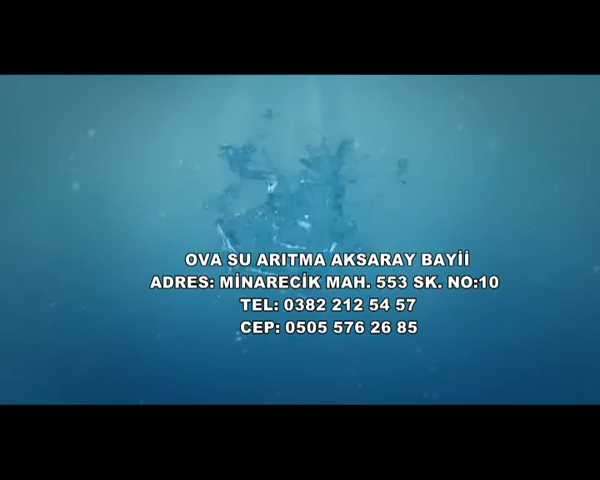 OVA SU ARITMA AKSARAY BAYİİ
ADRES: MİNARECİK MAH. 553 SK. NO:10
TEL: 0382 212 54 57
CEP: 0505 576 26 85